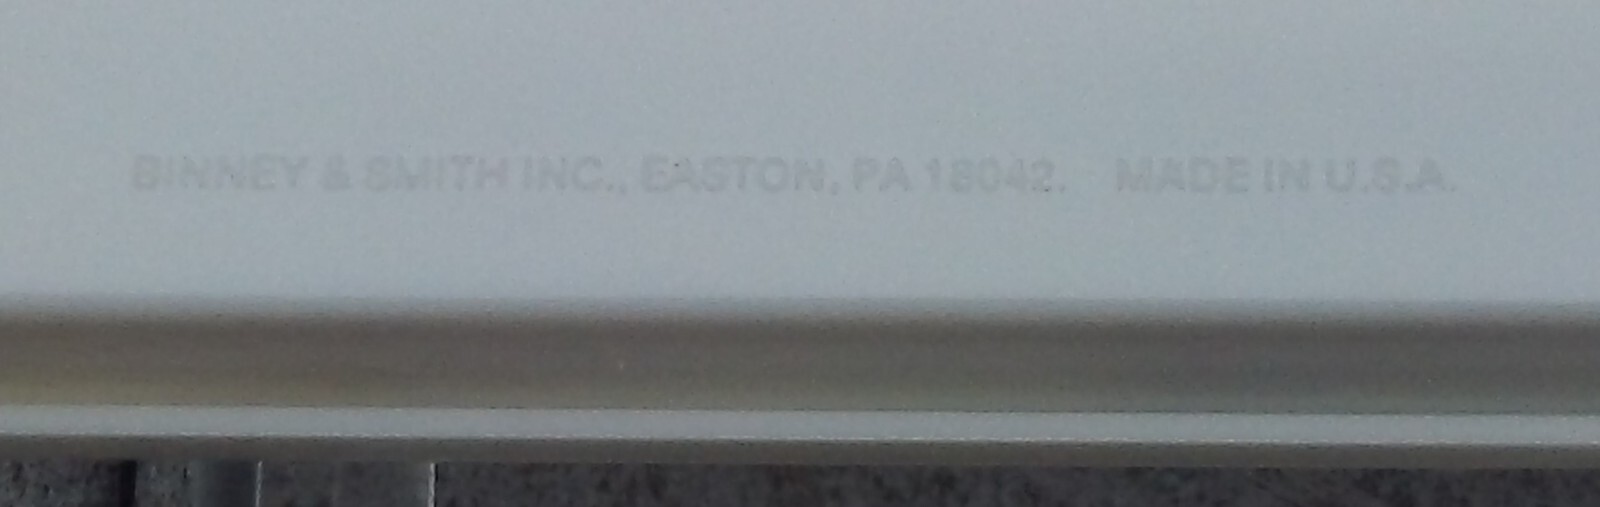 BINNEY & SMITH INC., EASTON, PA 18042. MADE IN U.S.A.